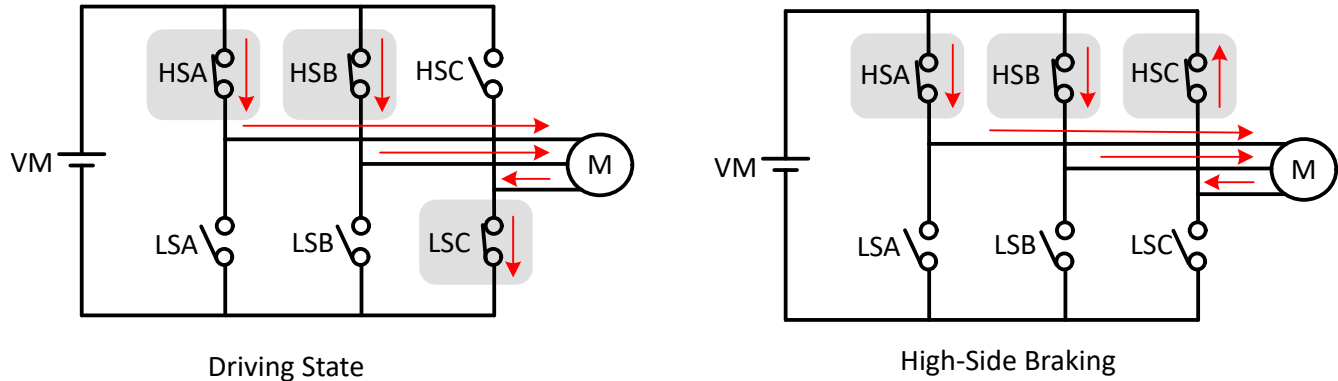 HSA HSB HSC
VM
M
LSA LSB LSC
Driving State
HSA HSB HSC
VM
M
LSA LSB LSC
High-Side Braking